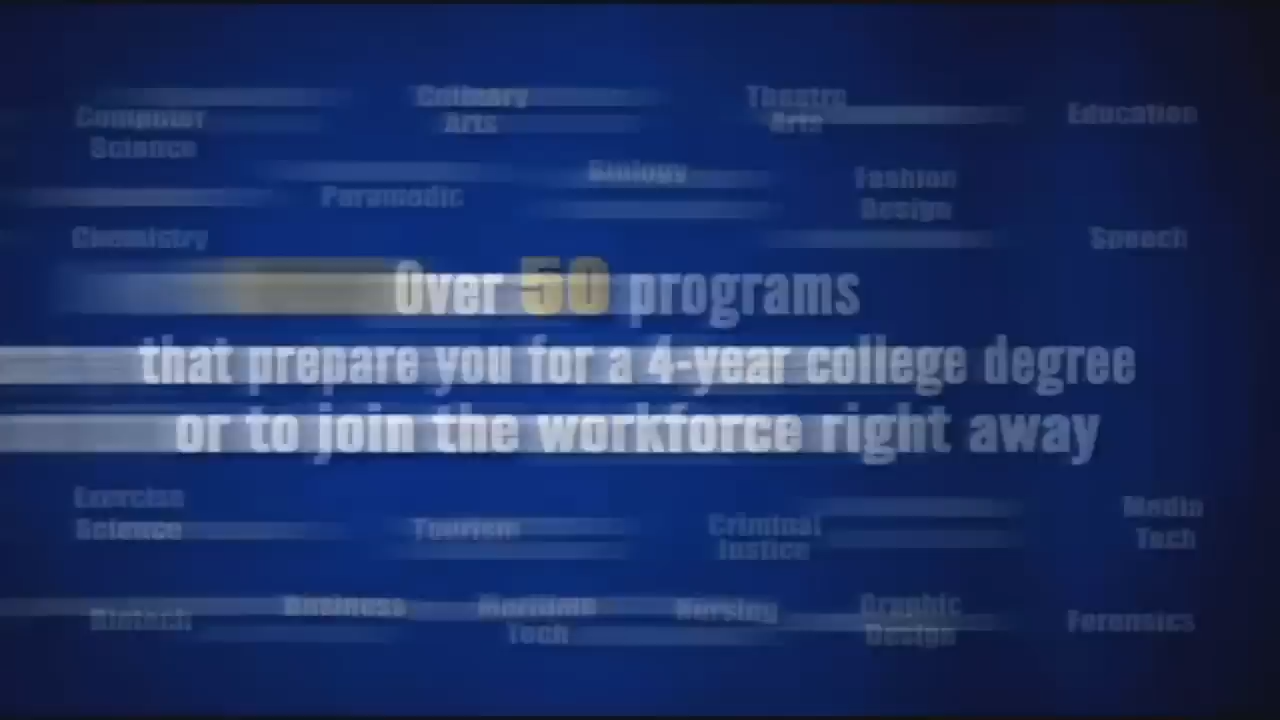 Computer
Science
Culinary
Arts
Theatre
Arts
Education
Paramedic
Biology
Fashion
Design
Chemistry
Speech
Over 50 programs
that prepare you for a 4-year college degree
or to join the workforce right away
Exercise
Science
Tourism
Criminal
Justice
Media
Tech
Biotech
Business
Maritime
Tech
Nursing
Graphic
Design
Forensics